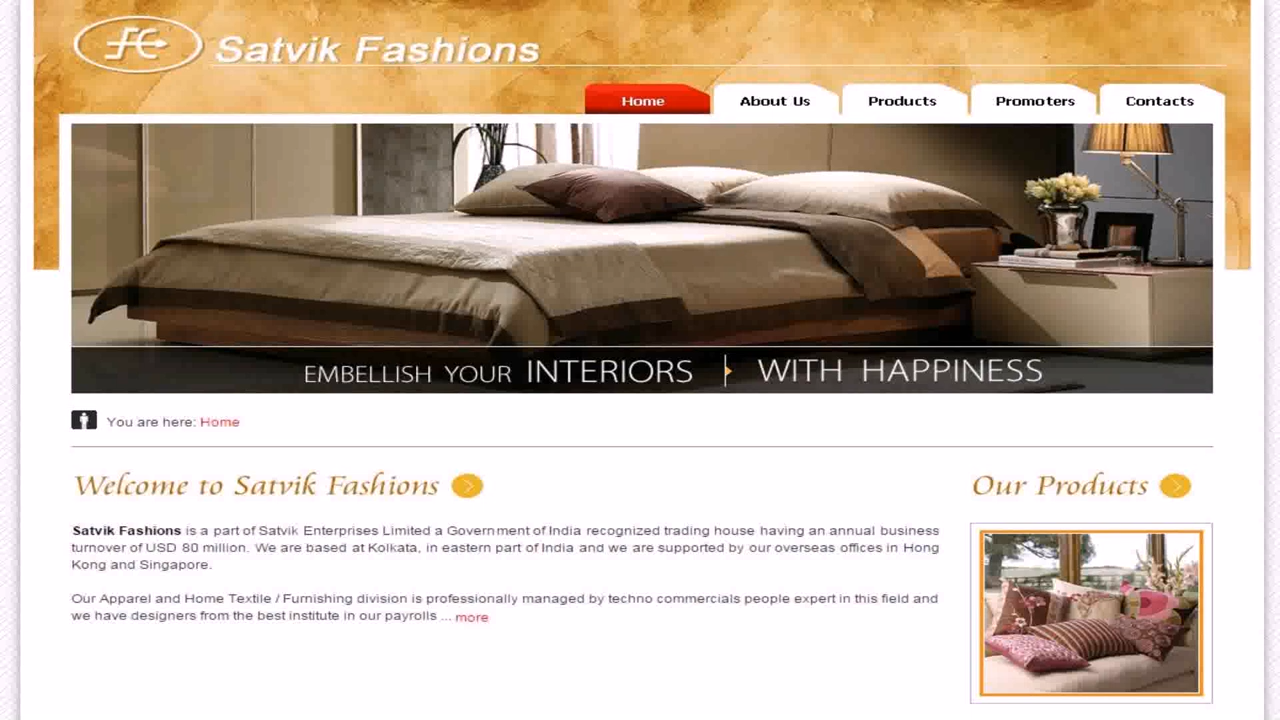 Satvik Fashions
Home
About Us
Products
Promoters
Contacts
EMBELLISH YOUR INTERIORS WITH HAPPINESS
You are here: Home
Welcome to Satvik Fashions
Satvik Fashions is a part of Satvik Enterprises Limited a Government of India recognized trading house having an annual business
turnover of USD 80 million. We are based at Kolkata, in eastern part of India and we are supported by our overseas offices in Hong
Kong and Singapore.
Our Apparel and Home Textile / Furnishing division is professionally managed by techno commercials people expert in this field and
we have designers from the best institute in our payrolls ... more
Our Products